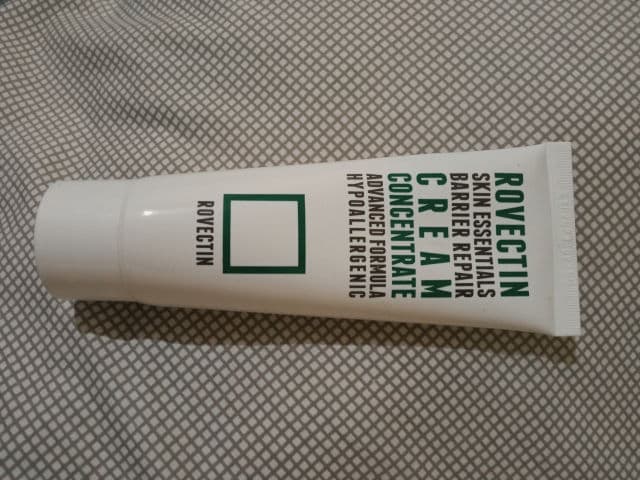 ROVECTIN
SKIN ESSENTIALS
BARRIER REPAIR
CREAM
CONCENTRATE
ADVANCED FORMULA
HYPOALLERGENIC
ROVECTIN